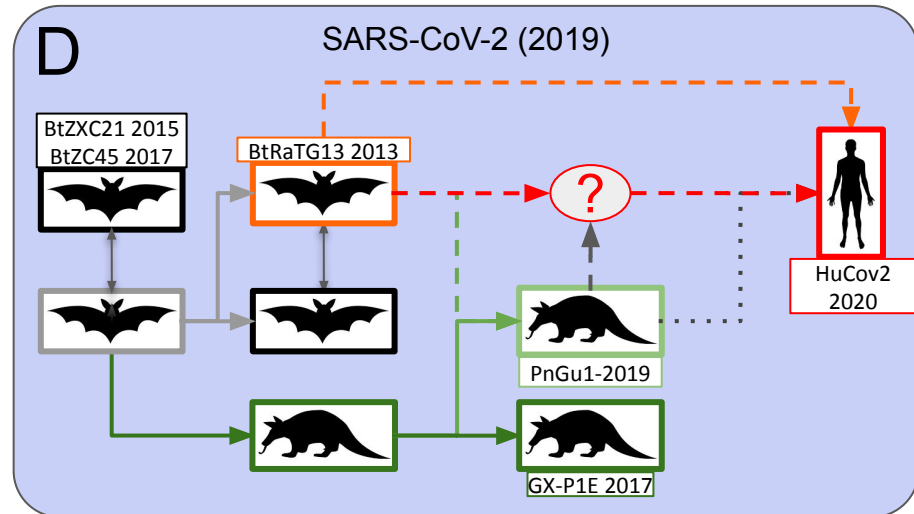 D
SARS-CoV-2 (2019)
BtZXC21 2015
BtZC45 2017
BtRaTG13 2013
?
HuCov2
2020
PnGu1-2019
GX-P1E 2017